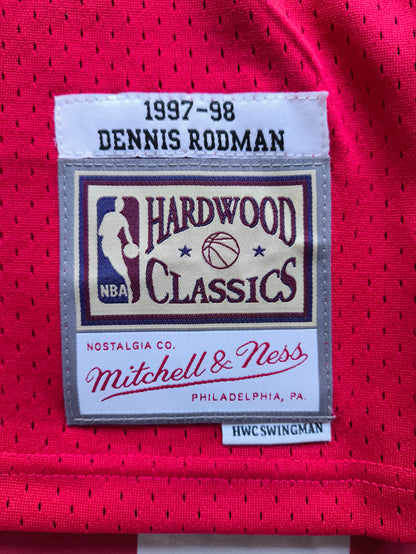 1997-98
DENNIS RODMAN
HARDWOOD
NBA
CLASSICS
NOSTALGIA CO.
Mitchell & Ness
PHILADELPHIA, PA.
HWC SWINGMAN